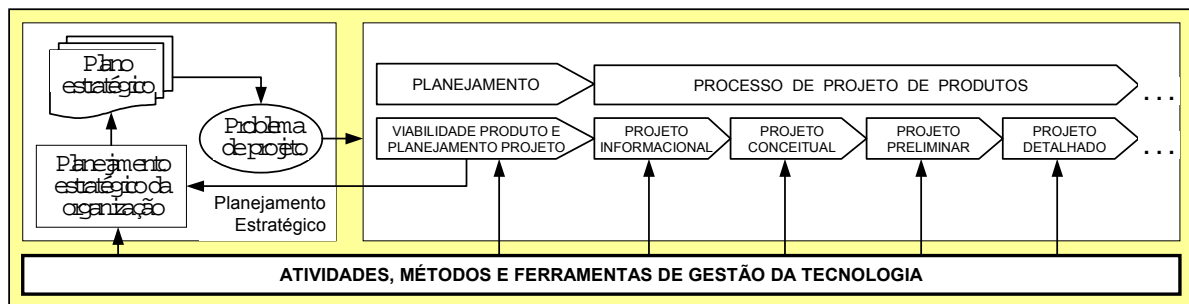 Plano
estratégico
Problema
de projeto
Planejamento
estratégico da
organização
Planejamento
Estratégico
PLANEJAMENTO
PROCESSO DE PROJETO DE PRODUTOS
...
VIABILIDADE PRODUTO E
PLANEJAMENTO PROJETO
PROJETO
INFORMACIONAL
PROJETO
CONCEITUAL
PROJETO
PRELIMINAR
PROJETO
DETALHADO
...
ATIVIDADES, MÉTODOS E FERRAMENTAS DE GESTÃO DA TECNOLOGIA